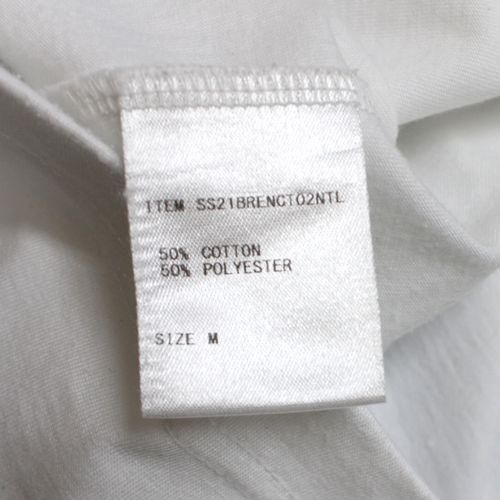 ITEM SS21BRENCT02NTL
50% COTTON
50% POLYESTER
SIZE M